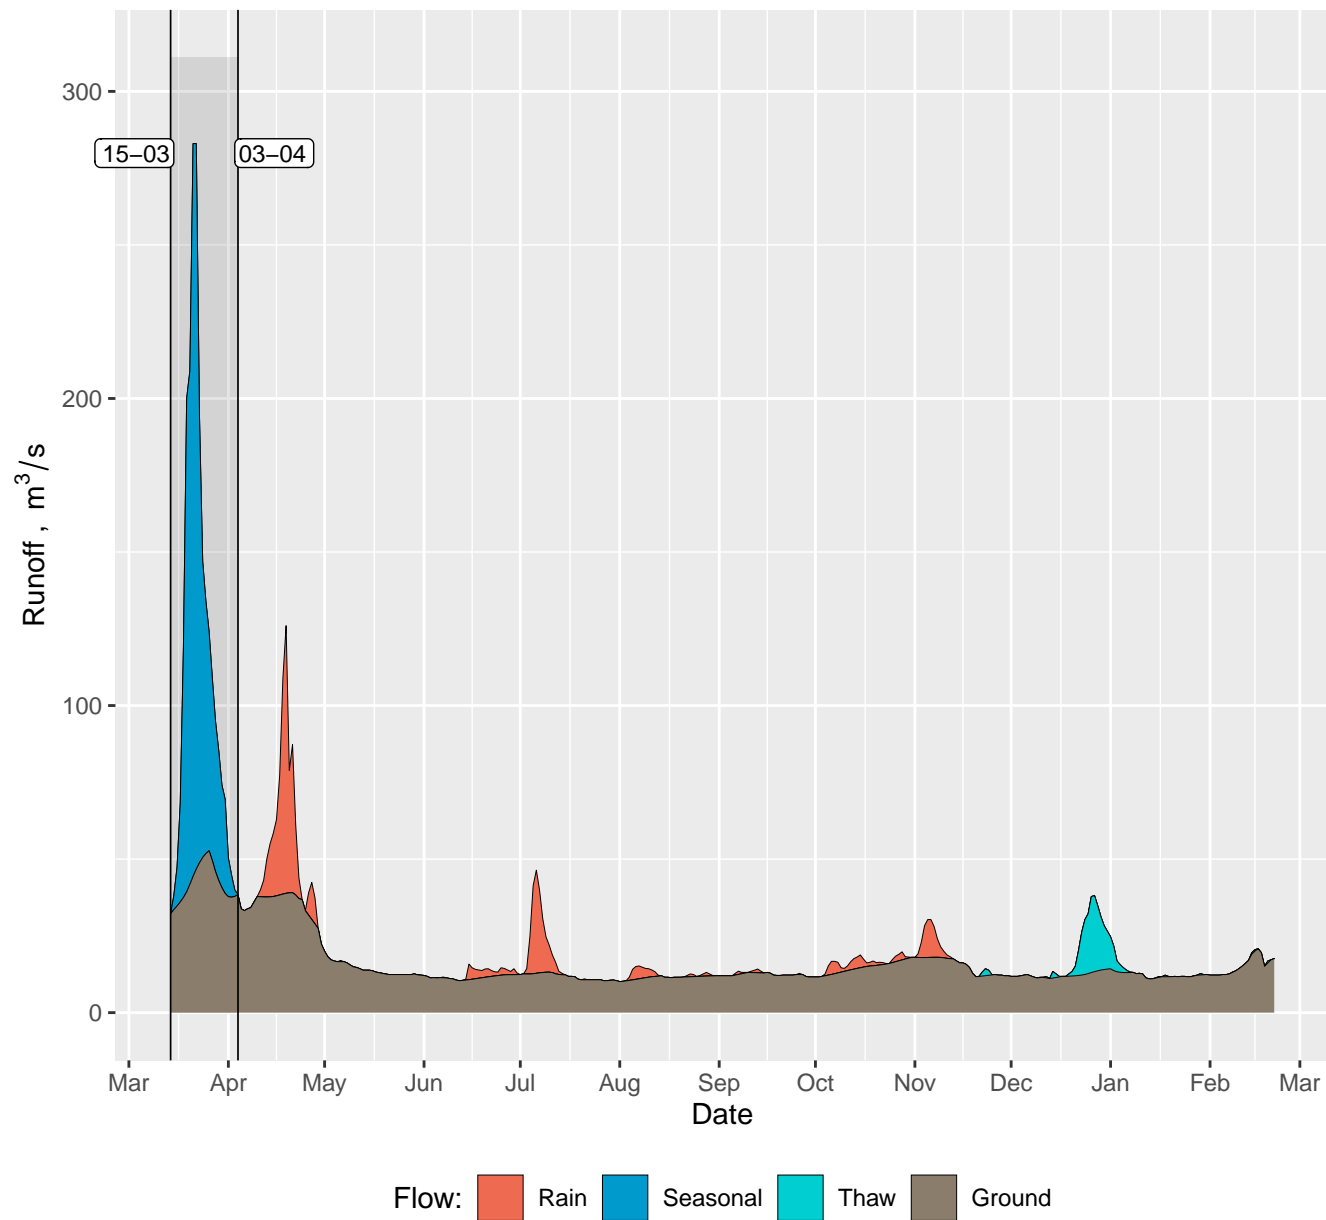 300
15−03
03−04
200
100
0
Runoff , m³/s
Mar Apr May Jun Jul Aug Sep Oct Nov Dec Jan Feb Mar
Date
Flow: Rain Seasonal Thaw Ground